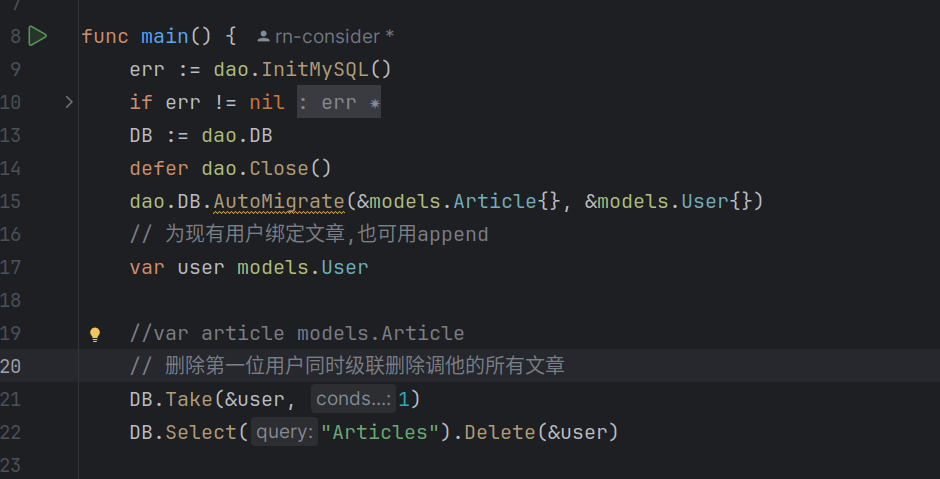 7
8 func main() { rn-consider *
9 err := dao.InitMySQL()
10 if err != nil : err
13 DB := dao.DB
14 defer dao.Close()
15 dao.DB.AutoMigrate(&models.Article{}, &models.User{})
16 // 为现有用户绑定文章,也可用append
17 var user models.User
18
19 //var article models.Article
20 // 删除第一位用户同时级联删除调他的所有文章
21 DB.Take(&user, conds...: 1)
22 DB.Select( query: "Articles").Delete(&user)
23